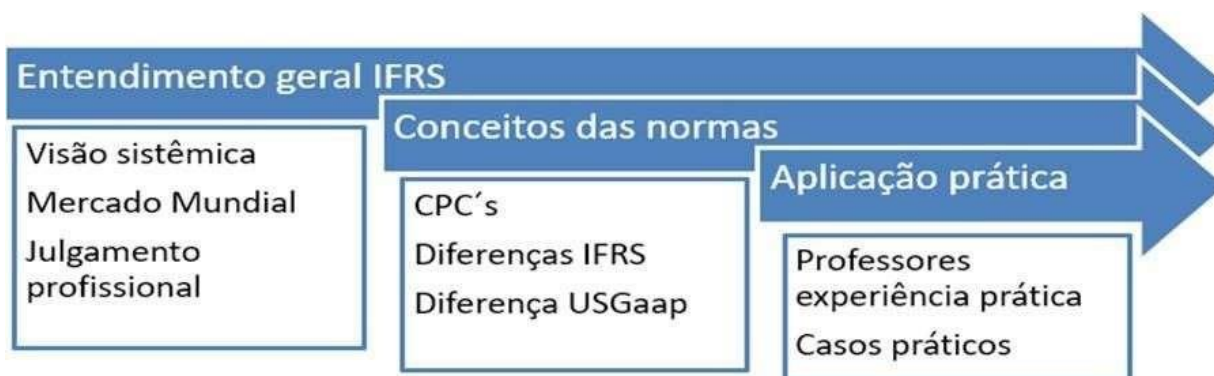 Entendimento geral IFRS
Visão sistêmica
Mercado Mundial
Julgamento
profissional
Conceitos das normas
CPC´s
Diferenças IFRS
Diferença USGaap
Aplicação prática
Professores
experiência prática
Casos práticos